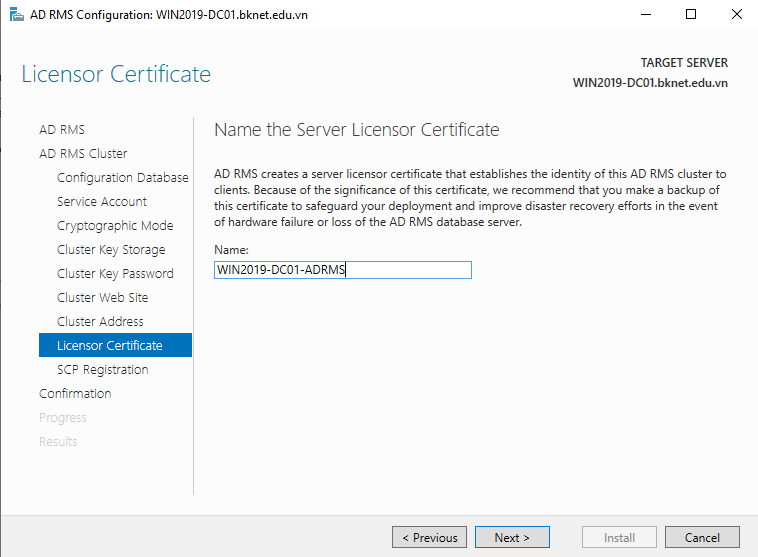 AD RMS Configuration: WIN2019-DC01.bknet.edu.vn
Licensor Certificate
TARGET SERVER
WIN2019-DC01.bknet.edu.vn
AD RMS
AD RMS Cluster
Configuration Database
Service Account
Cryptographic Mode
Cluster Key Storage
Cluster Key Password
Cluster Web Site
Cluster Address
Licensor Certificate
SCP Registration
Confirmation
Progress
Results
Name the Server Licensor Certificate
AD RMS creates a server licensor certificate that establishes the identity of this AD RMS cluster to
clients. Because of the significance of this certificate, we recommend that you make a backup of
this certificate to safeguard your deployment and improve disaster recovery efforts in the event
of hardware failure or loss of the AD RMS database server.
Name:
WIN2019-DC01-ADRMS
< Previous
Next >
Install
Cancel